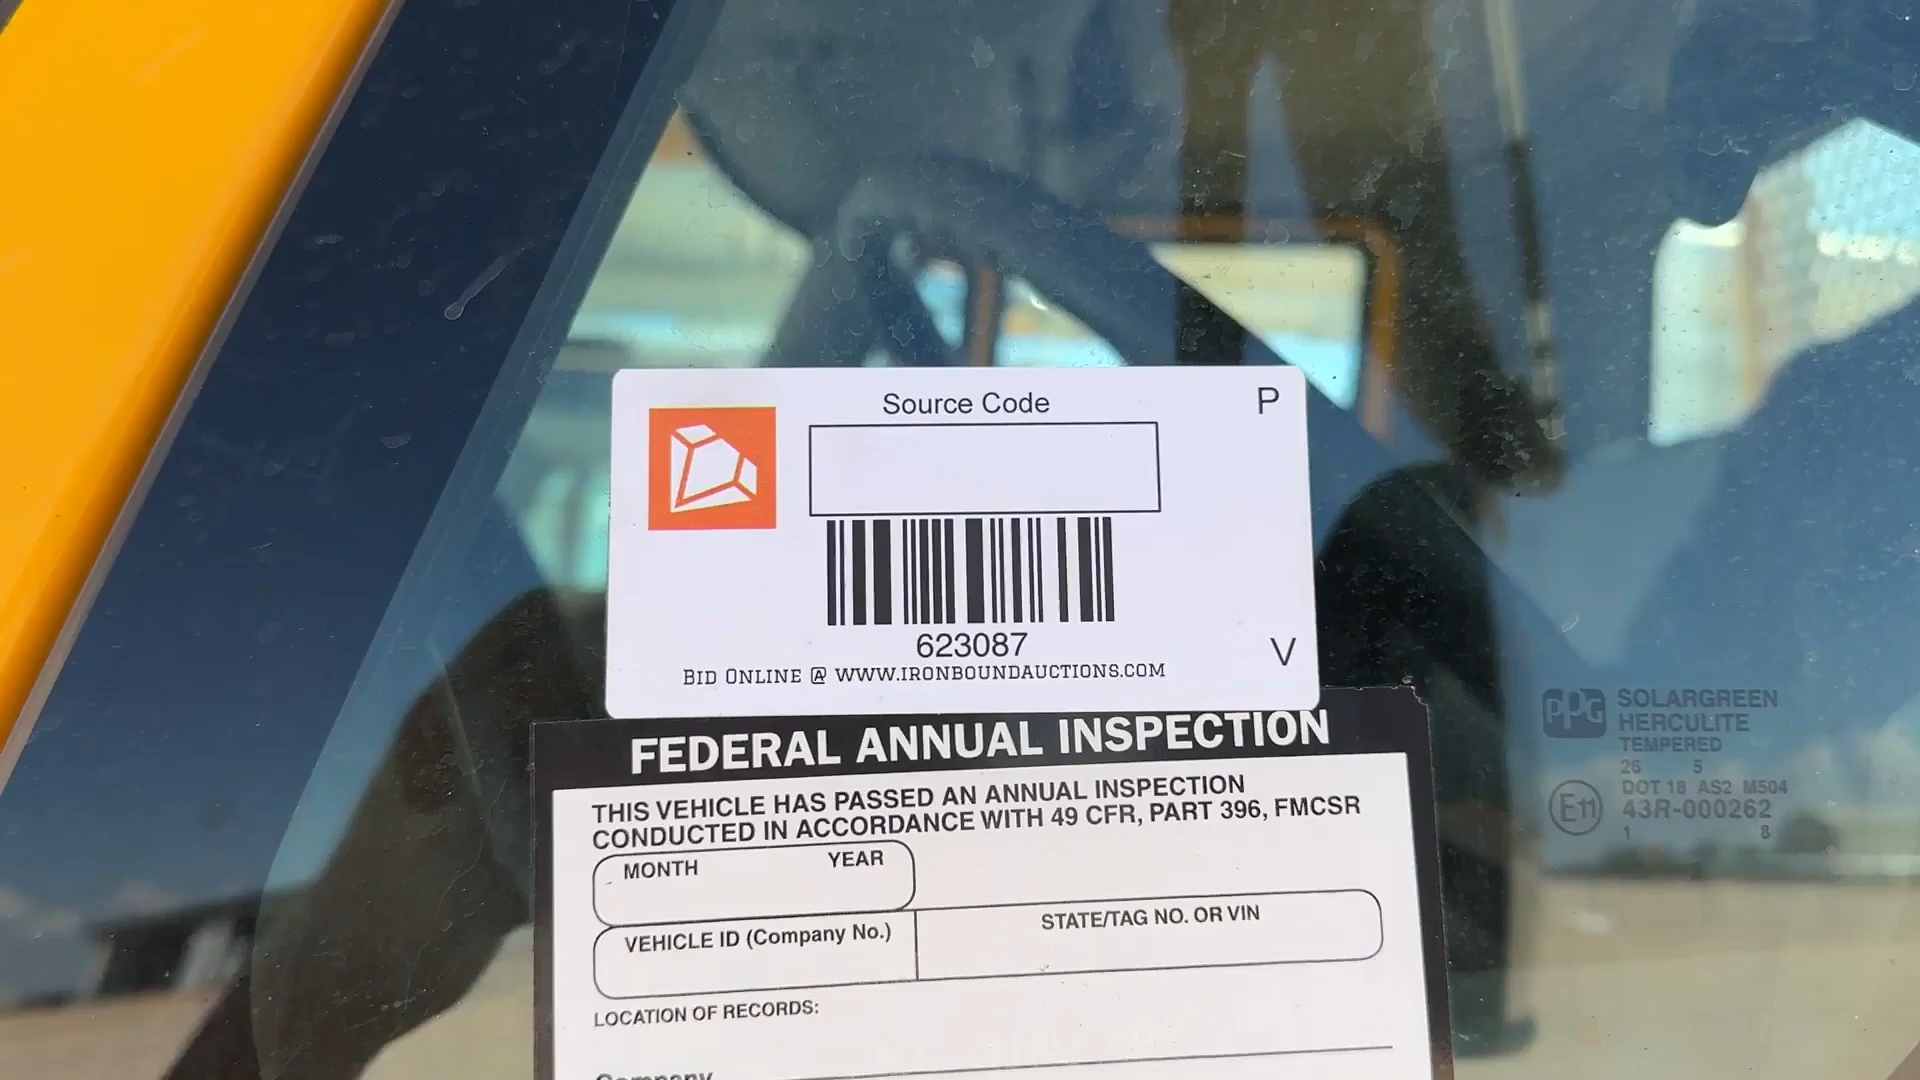 Source Code
P
623087
V
BID ONLINE @ WWW.IRONBOUNDAUCTIONS.COM
FEDERAL ANNUAL INSPECTION
THIS VEHICLE HAS PASSED AN ANNUAL INSPECTION
CONDUCTED IN ACCORDANCE WITH 49 CFR, PART 396, FMCSR
MONTH YEAR
VEHICLE ID (Company No.)
STATE/TAG NO. OR VIN
LOCATION OF RECORDS:
Company
PPG
SOLARGREEN
HERCULITE
TEMPERED
26 5
DOT 18 AS2 M504
E11
43R-000262
1 8